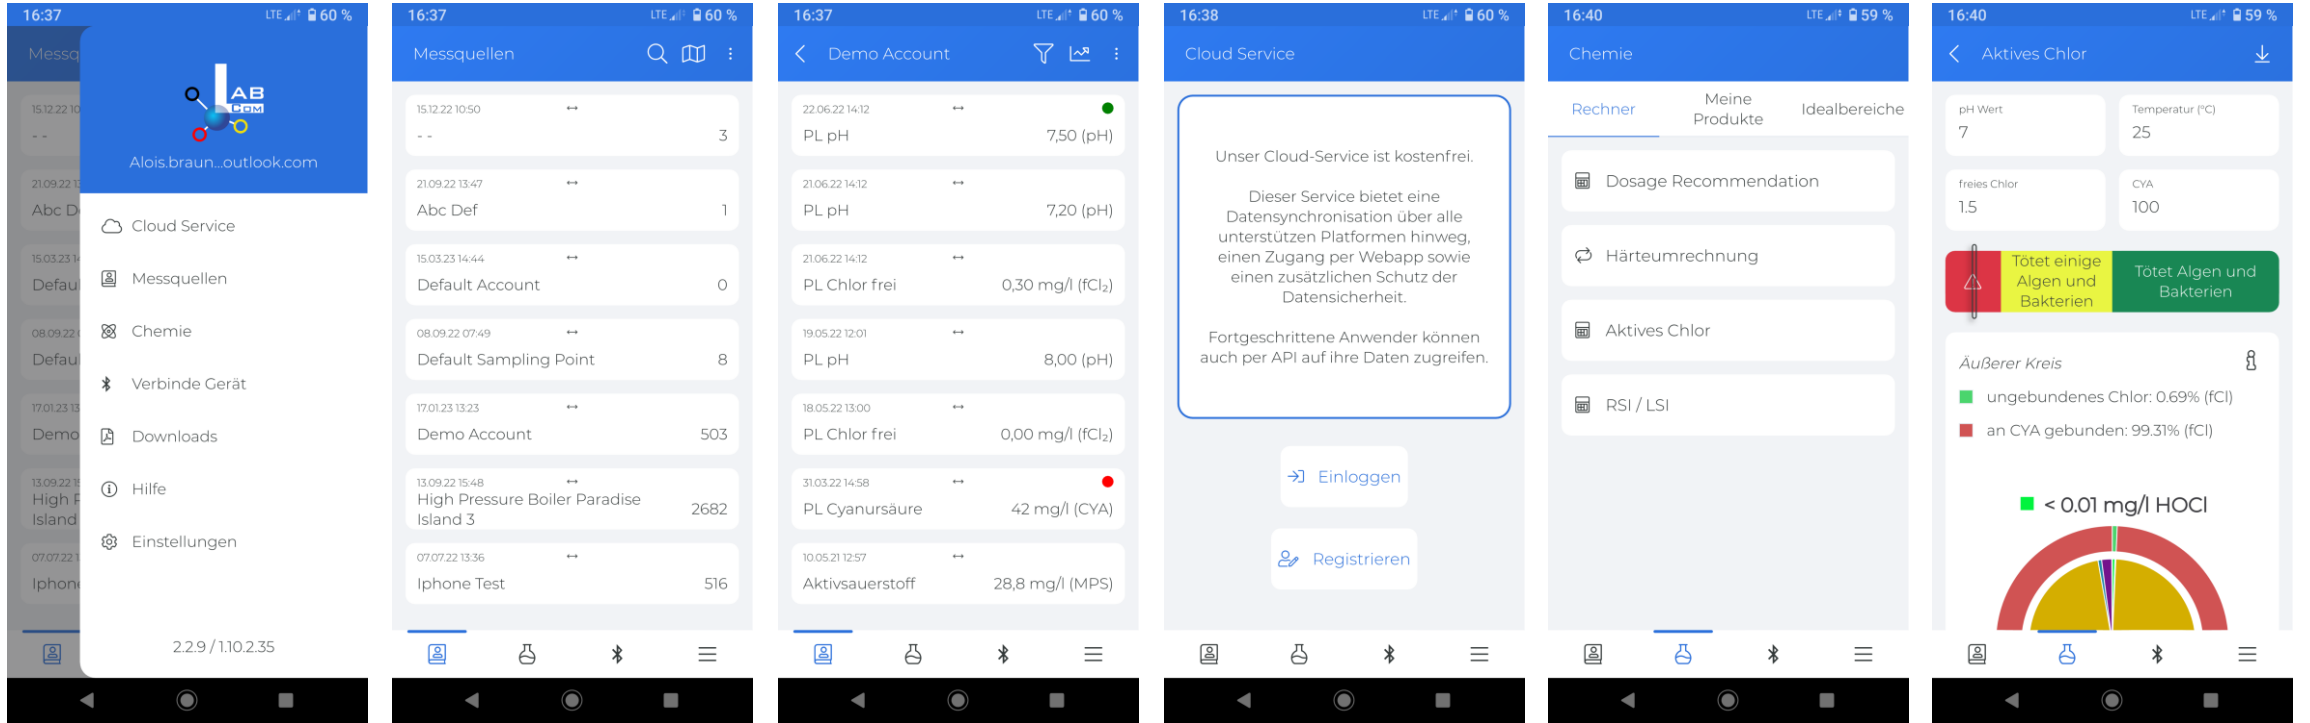 16:37
LTE
60 %
Messq
15.12.22 10
- -
21.09.22 13
Abc D
15.03.23 14
Defau
08.09.22
Defau
17.01.23 13
Demo
13.09.22 15
High P
Island
07.07.22 1
Iphon
LAB
COM
Alois.braun...outlook.com
Cloud Service
Messquellen
Chemie
Verbinde Gerät
Downloads
Hilfe
Einstellungen
2.2.9 / 1.10.2.35
16:37
LTE
60 %
Messquellen
15.12.22 10:50
- -
3
21.09.22 13:47
Abc Def
1
15.03.23 14:44
Default Account
0
08.09.22 07:49
Default Sampling Point
8
17.01.23 13:23
Demo Account
503
13.09.22 15:48
High Pressure Boiler Paradise
Island 3
2682
07.07.22 13:36
Iphone Test
516
16:37
LTE
60 %
Demo Account
22.06.22 14:12
PL pH
7,50 (pH)
21.06.22 14:12
PL pH
7,20 (pH)
21.06.22 14:12
PL Chlor frei
0,30 mg/l (fCl₂)
19.05.22 12:01
PL pH
8,00 (pH)
18.05.22 13:00
PL Chlor frei
0,00 mg/l (fCl₂)
31.03.22 14:58
PL Cyanursäure
42 mg/l (CYA)
10.05.21 12:57
Aktivsauerstoff
28,8 mg/l (MPS)
16:38
LTE
60 %
Cloud Service
Unser Cloud-Service ist kostenfrei.
Dieser Service bietet eine
Datensynchronisation über alle
unterstützen Platformen hinweg,
einen Zugang per Webapp sowie
einen zusätzlichen Schutz der
Datensicherheit.
Fortgeschrittene Anwender können
auch per API auf ihre Daten zugreifen.
Einloggen
Registrieren
16:40
LTE
59 %
Chemie
Rechner
Meine
Produkte
Idealbereiche
Dosage Recommendation
Härteumrechnung
Aktives Chlor
RSI / LSI
16:40
LTE
59 %
Aktives Chlor
pH Wert
7
Temperatur (°C)
25
freies Chlor
1.5
CYA
100
Tötet einige
Algen und
Bakterien
Tötet Algen und
Bakterien
Äußerer Kreis
ungebundenes Chlor: 0.69% (fCl)
an CYA gebunden: 99.31% (fCl)
< 0.01 mg/l HOCl